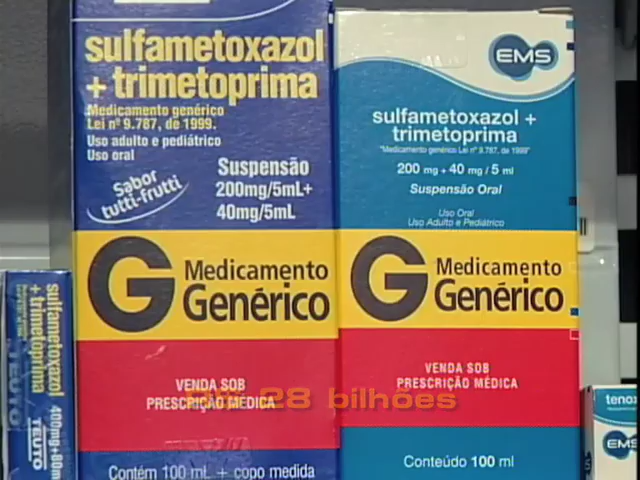 sulfametoxazol
+ trimetoprima
Medicamento genérico
Lei nº 9.787, de 1999.
Uso adulto e pediátrico
Uso oral
Sabor
tutti-frutti
Suspensão
200mg/5mL+
40mg/5mL
G Medicamento
Genérico
VENDA SOB
PRESCRIÇÃO MÉDICA
Contém 100 mL + copo medida
EMS
sulfametoxazol +
trimetoprima
"Medicamento genérico Lei nº 9.787, de 1999"
200 mg + 40 mg / 5 ml
Suspensão Oral
Uso Oral
Uso Adulto e Pediátrico
G Medicamento
Genérico
VENDA SOB
PRESCRIÇÃO MÉDICA
Conteúdo 100 ml
28 bilhões
sulfametoxazol
+ trimetoprima
400mg+80m
TEUTO
TEUTO
tenox
EMS